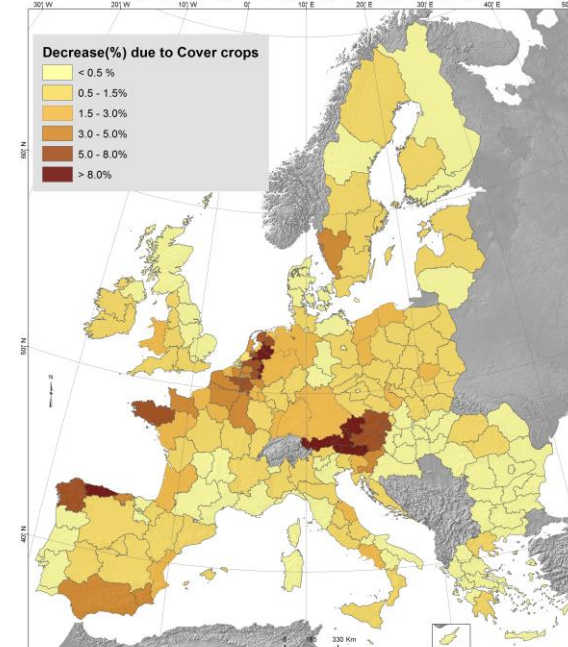 30°W 20°W 10°W 0° 10°E 20°E 30°E 40°E
Decrease(%) due to Cover crops
< 0.5 %
0.5 - 1.5%
1.5 - 3.0%
3.0 - 5.0%
5.0 - 8.0%
> 8.0%
60°N
50°N
N
40°N
330 Km